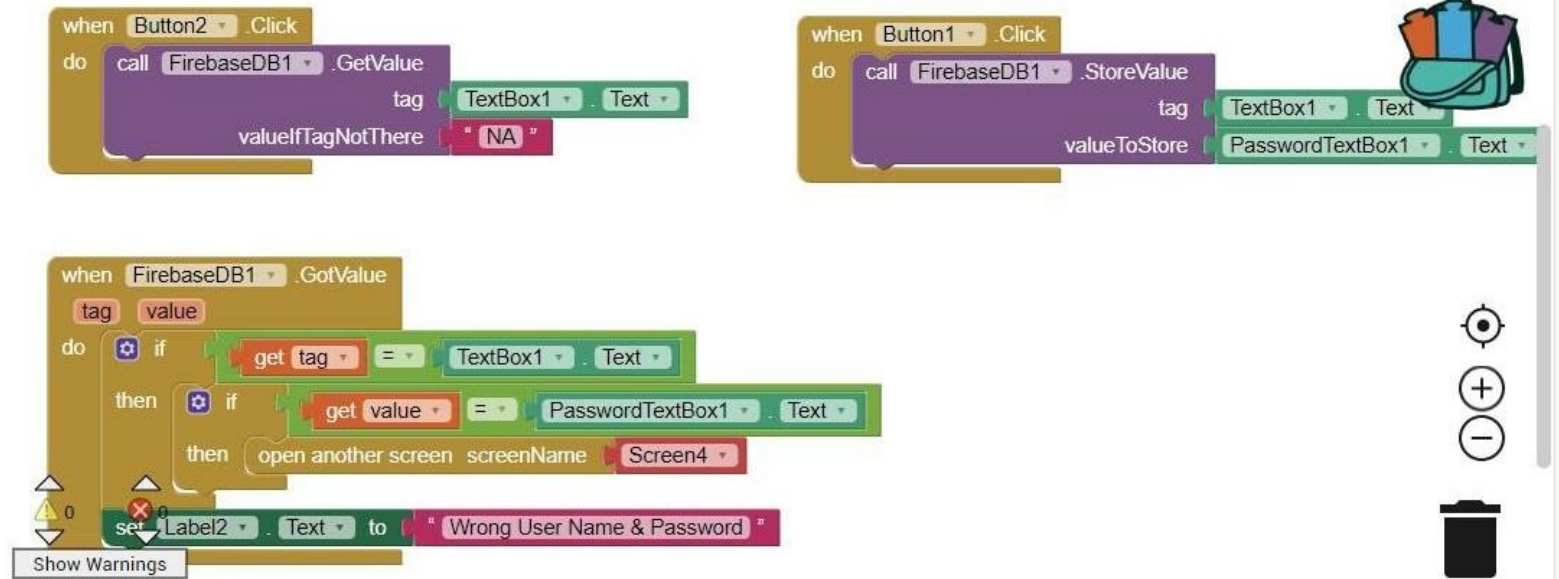 when Button2 .Click
do call FirebaseDB1 .GetValue
tag TextBox1 . Text
valueIfTagNotThere " NA "
when Button1 .Click
do call FirebaseDB1 .StoreValue
tag TextBox1 . Text
valueToStore PasswordTextBox1 . Text
when FirebaseDB1 .GotValue
tag value
do if get tag = TextBox1 . Text
then if get value = PasswordTextBox1 . Text
then open another screen screenName Screen4
set Label2 . Text to " Wrong User Name & Password "
0 0
Show Warnings